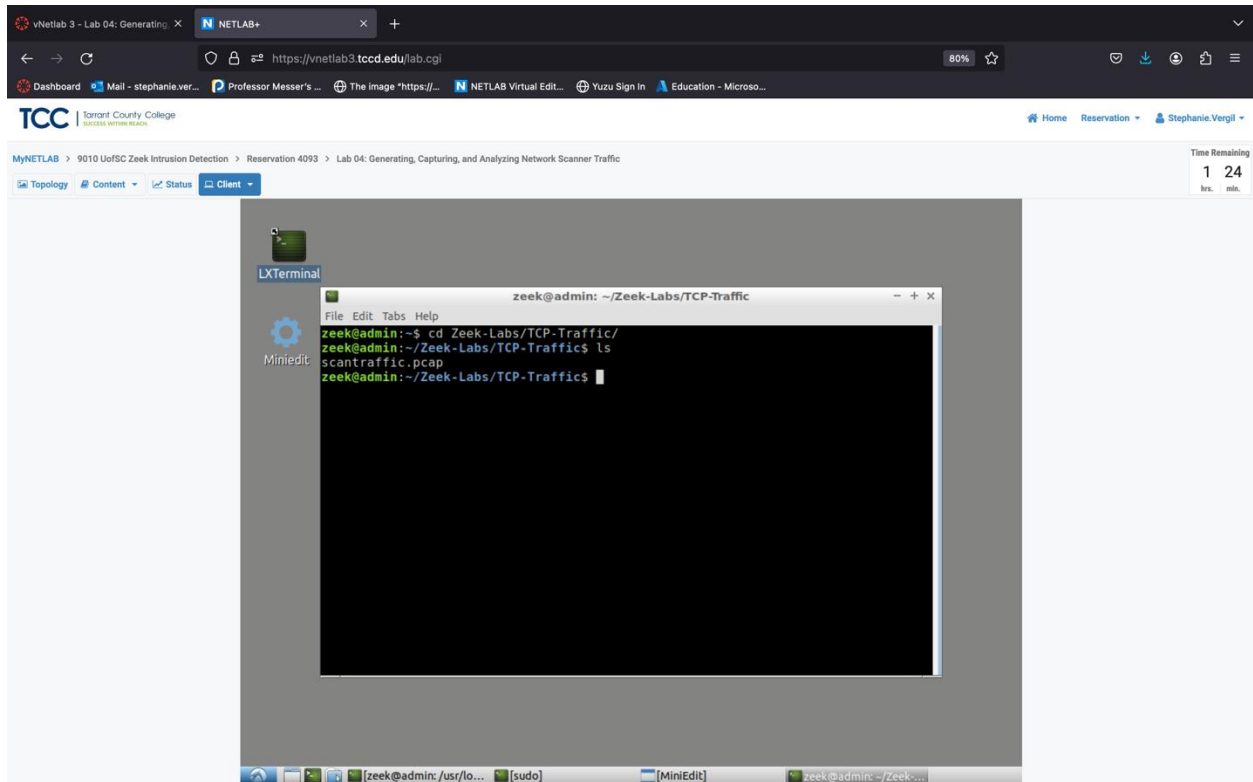 vNetlab 3 - Lab 04: Generating,
NETLAB+
https://vnetlab3.tccd.edu/lab.cgi
80%
Dashboard
Mail - stephanie.ver...
Professor Messer's ...
The image "https://...
NETLAB Virtual Edit...
Yuzu Sign In
Education - Microso...
TCC Tarrant County College
SUCCESS WITHIN REACH.
Home Reservation Stephanie.Vergil
MyNETLAB > 9010 UofSC Zeek Intrusion Detection > Reservation 4093 > Lab 04: Generating, Capturing, and Analyzing Network Scanner Traffic
Time Remaining
1 24
hrs. min.
Topology Content Status Client
LXTerminal
Miniedit
zeek@admin: ~/Zeek-Labs/TCP-Traffic
File Edit Tabs Help
zeek@admin:~$ cd Zeek-Labs/TCP-Traffic/
zeek@admin:~/Zeek-Labs/TCP-Traffic$ ls
scantraffic.pcap
zeek@admin:~/Zeek-Labs/TCP-Traffic$
[zeek@admin: /usr/lo... [sudo] [MiniEdit] zeek@admin: ~/Zeek-...